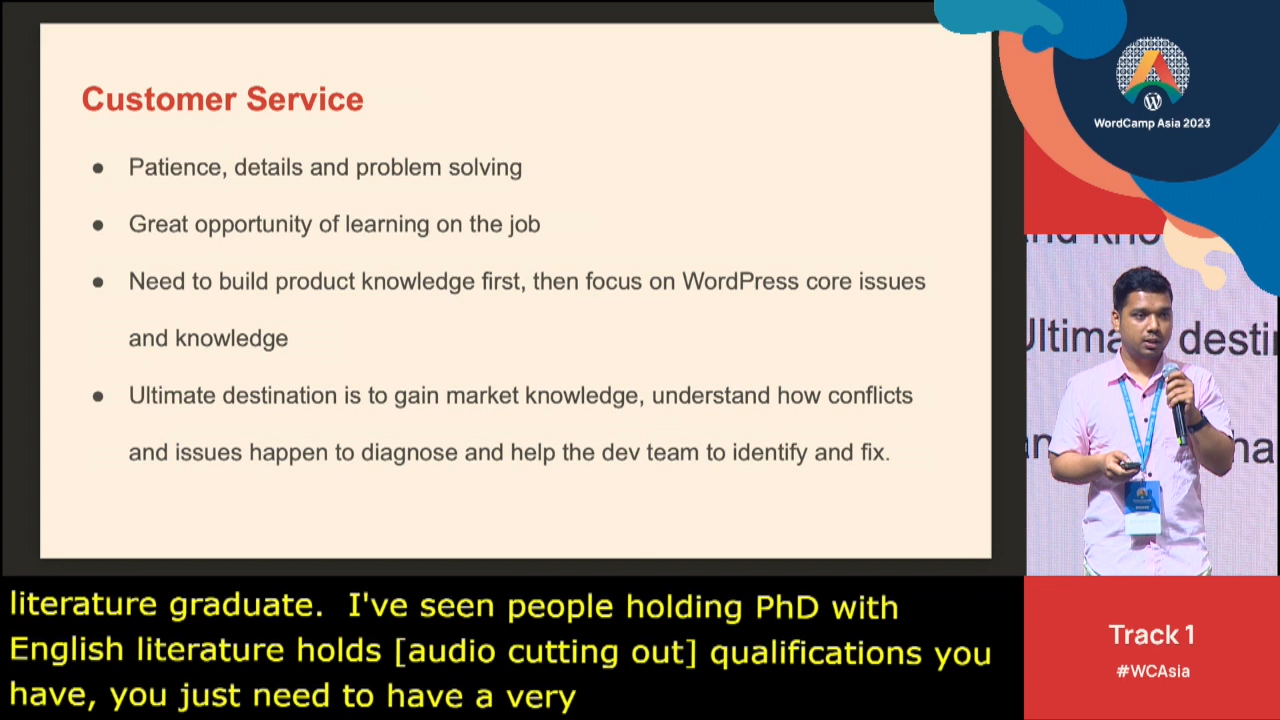 Customer Service
● Patience, details and problem solving
● Great opportunity of learning on the job
● Need to build product knowledge first, then focus on WordPress core issues
and knowledge
● Ultimate destination is to gain market knowledge, understand how conflicts
and issues happen to diagnose and help the dev team to identify and fix.
WordCamp Asia 2023
literature graduate. I've seen people holding PhD with
English literature holds [audio cutting out] qualifications you
have, you just need to have a very
Track 1
#WCAsia